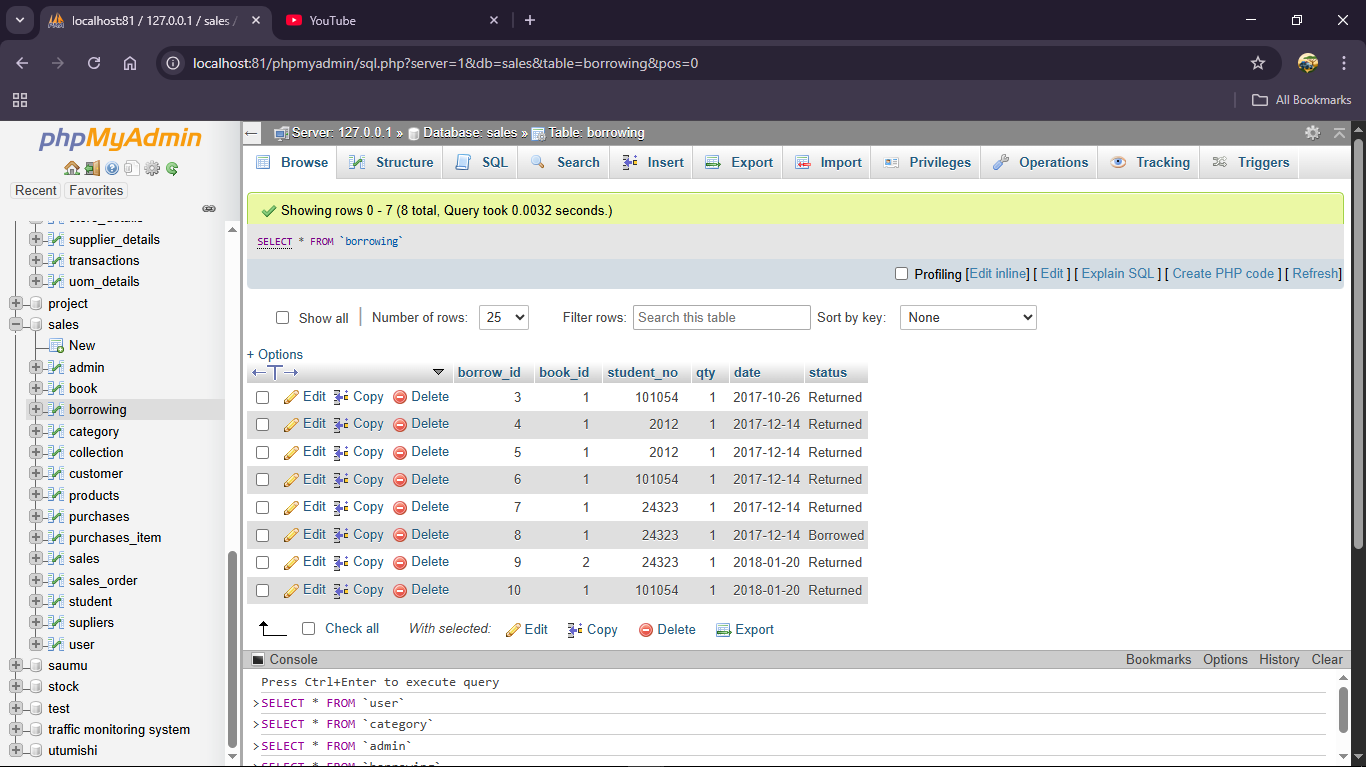 localhost:81 / 127.0.0.1 / sales /
YouTube
localhost:81/phpmyadmin/sql.php?server=1&db=sales&table=borrowing&pos=0
All Bookmarks
phpMyAdmin
Recent Favorites
store_details
supplier_details
transactions
uom_details
project
sales
New
admin
book
borrowing
category
collection
customer
products
purchases
purchases_item
sales
sales_order
student
supliers
user
saumu
stock
test
traffic monitoring system
utumishi
Server: 127.0.0.1 » Database: sales » Table: borrowing
Browse Structure SQL Search Insert Export Import Privileges Operations Tracking Triggers
Showing rows 0 - 7 (8 total, Query took 0.0032 seconds.)
SELECT * FROM `borrowing`
Profiling [Edit inline] [ Edit ] [ Explain SQL ] [ Create PHP code ] [ Refresh]
Show all Number of rows: 25 Filter rows: Search this table Sort by key: None
+ Options
←T→ borrow_id book_id student_no qty date status
Edit Copy Delete 3 1 101054 1 2017-10-26 Returned
Edit Copy Delete 4 1 2012 1 2017-12-14 Returned
Edit Copy Delete 5 1 2012 1 2017-12-14 Returned
Edit Copy Delete 6 1 101054 1 2017-12-14 Returned
Edit Copy Delete 7 1 24323 1 2017-12-14 Returned
Edit Copy Delete 8 1 24323 1 2017-12-14 Borrowed
Edit Copy Delete 9 2 24323 1 2018-01-20 Returned
Edit Copy Delete 10 1 101054 1 2018-01-20 Returned
Check all With selected: Edit Copy Delete Export
Console Bookmarks Options History Clear
Press Ctrl+Enter to execute query
>SELECT * FROM `user`
>SELECT * FROM `category`
>SELECT * FROM `admin`
>SELECT * FROM `borrowing`